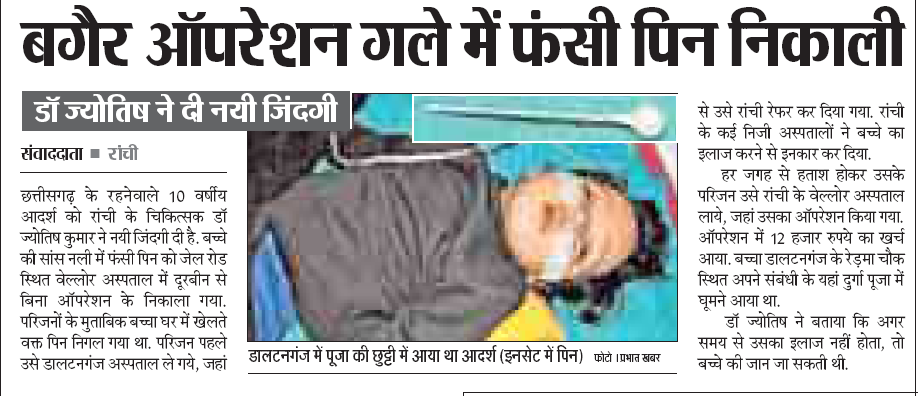 बगैर ऑपरेशन गले में फंसी पिन निकाली
डॉ ज्योतिष ने दी नयी जिंदगी
संवाददाता ■ रांची
छत्तीसगढ़ के रहनेवाले 10 वर्षीय
आदर्श को रांची के चिकित्सक डॉ
ज्योतिष कुमार ने नयी जिंदगी दी है. बच्चे
की सांस नली में फंसी पिन को जेल रोड
स्थित वेल्लोर अस्पताल में दूरबीन से
बिना ऑपरेशन के निकाला गया.
परिजनों के मुताबिक बच्चा घर में खेलते
वक्त पिन निगल गया था. परिजन पहले
उसे डालटनगंज अस्पताल ले गये, जहां
डालटनगंज में पूजा की छुट्टी में आया था आदर्श (इनसेट में पिन) फोटो । प्रभात खबर
से उसे रांची रेफर कर दिया गया. रांची
के कई निजी अस्पतालों ने बच्चे का
इलाज करने से इनकार कर दिया.
हर जगह से हताश होकर उसके
परिजन उसे रांची के वेल्लोर अस्पताल
लाये, जहां उसका ऑपरेशन किया गया.
ऑपरेशन में 12 हजार रुपये का खर्च
आया. बच्चा डालटनगंज के रेड़मा चौक
स्थित अपने संबंधी के यहां दुर्गा पूजा में
घूमने आया था.
डॉ ज्योतिष ने बताया कि अगर
समय से उसका इलाज नहीं होता, तो
बच्चे की जान जा सकती थी.